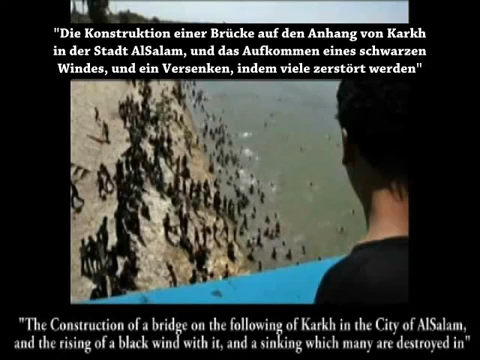 "Die Konstruktion einer Brücke auf den Anhang von Karkh
in der Stadt AlSalam, und das Aufkommen eines schwarzen
Windes, und ein Versenken, indem viele zerstört werden"
"The Construction of a bridge on the following of Karkh in the City of AlSalam,
and the rising of a black wind with it, and a sinking which many are destroyed in"